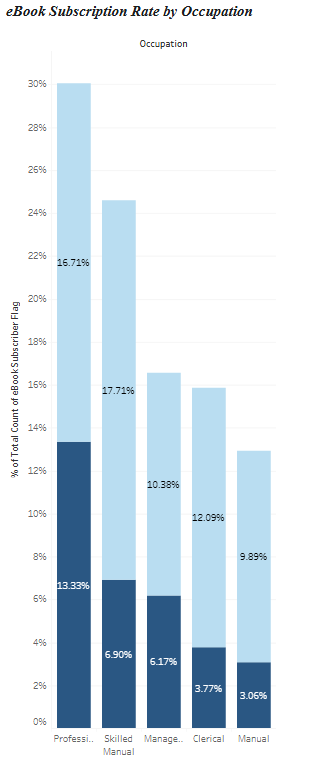 eBook Subscription Rate by Occupation
Occupation
% of Total Count of eBook Subscriber Flag
30%
28%
26%
24%
22%
20%
18%
16%
14%
12%
10%
8%
6%
4%
2%
0%
16.71%
13.33%
17.71%
6.90%
10.38%
6.17%
12.09%
3.77%
9.89%
3.06%
Professi..
Skilled
Manual
Manage..
Clerical
Manual